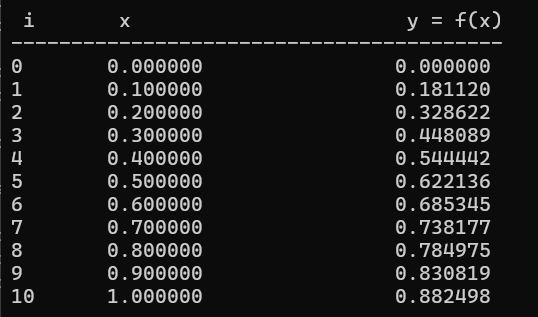 i x y = f(x)
-----------------------------------------
0 0.000000 0.000000
1 0.100000 0.181120
2 0.200000 0.328622
3 0.300000 0.448089
4 0.400000 0.544442
5 0.500000 0.622136
6 0.600000 0.685345
7 0.700000 0.738177
8 0.800000 0.784975
9 0.900000 0.830819
10 1.000000 0.882498